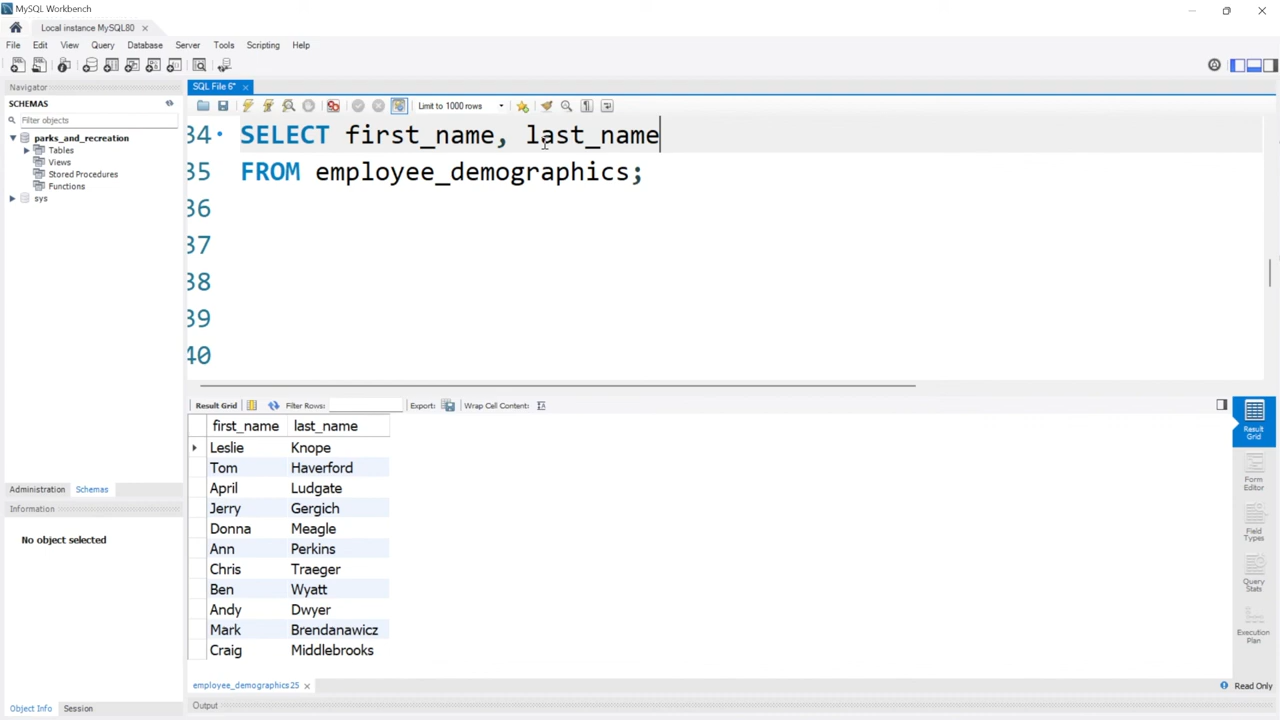 MySQL Workbench
Local instance MySQL80
File Edit View Query Database Server Tools Scripting Help
Navigator
SCHEMAS
Filter objects
parks_and_recreation
Tables
Views
Stored Procedures
Functions
sys
Administration Schemas
Information
No object selected
Object Info Session
SQL File 6*
Limit to 1000 rows
34 SELECT first_name, last_name
35 FROM employee_demographics;
36
37
38
39
40
Result Grid Filter Rows: Export: Wrap Cell Content:
first_name last_name
Leslie Knope
Tom Haverford
April Ludgate
Jerry Gergich
Donna Meagle
Ann Perkins
Chris Traeger
Ben Wyatt
Andy Dwyer
Mark Brendanawicz
Craig Middlebrooks
employee_demographics 25
Output
Result
Grid
Form
Editor
Field
Types
Query
Stats
Execution
Plan
Read Only